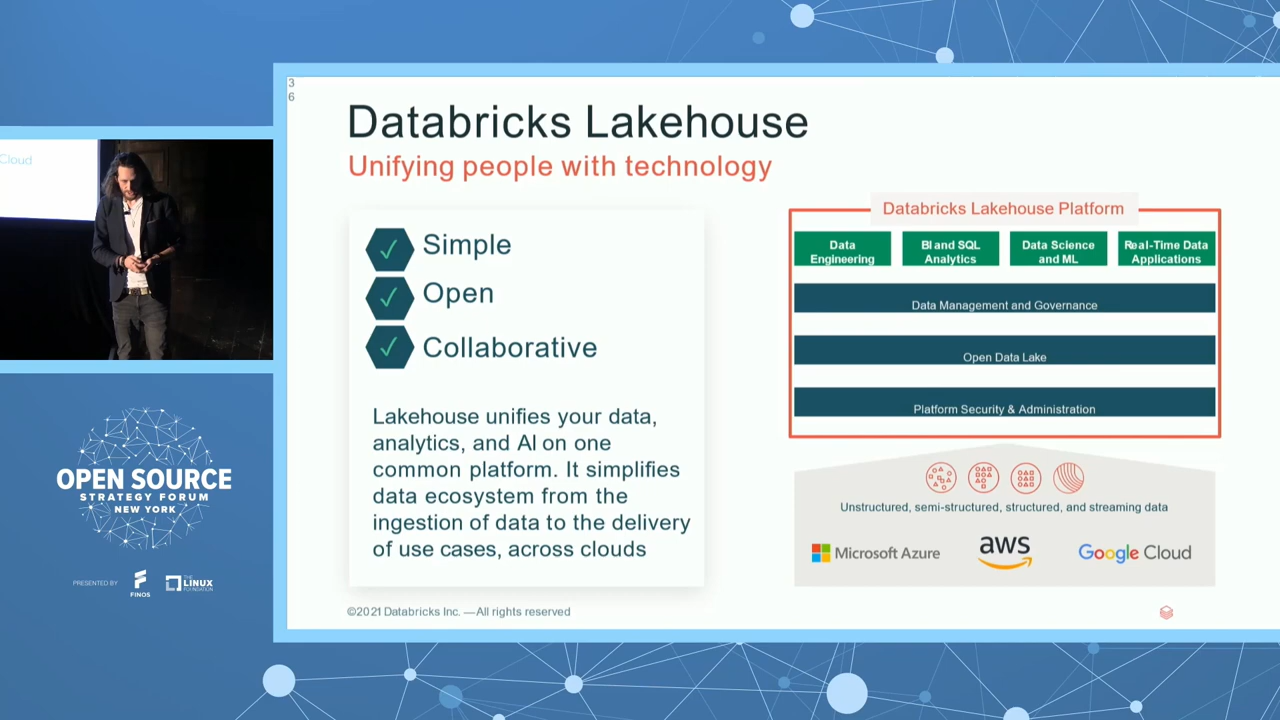 3
6
Databricks Lakehouse
Unifying people with technology
Cloud
Simple
Open
Collaborative
Lakehouse unifies your data,
analytics, and AI on one
common platform. It simplifies
data ecosystem from the
ingestion of data to the delivery
of use cases, across clouds
Databricks Lakehouse Platform
Data
Engineering
BI and SQL
Analytics
Data Science
and ML
Real-Time Data
Applications
Data Management and Governance
Open Data Lake
Platform Security & Administration
Unstructured, semi-structured, structured, and streaming data
Microsoft Azure
aws
Google Cloud
©2021 Databricks Inc. — All rights reserved
OPEN SOURCE
STRATEGY FORUM
NEW YORK
PRESENTED BY
FINOS
THE
LINUX
FOUNDATION